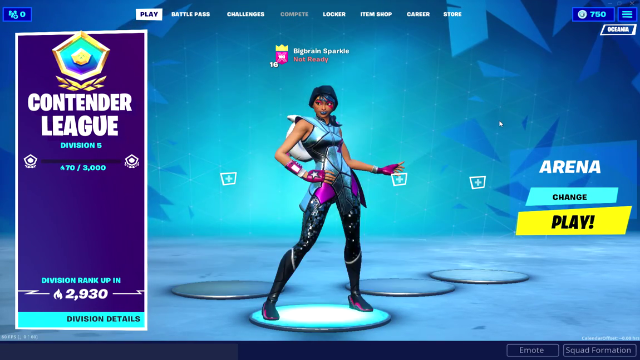 0
PLAY
BATTLE PASS
CHALLENGES
COMPETE
LOCKER
ITEM SHOP
CAREER
STORE
750
OCEANIA
16
Bigbrain Sparkle
Not Ready
CONTENDER
LEAGUE
DIVISION 5
470 / 3,000
DIVISION RANK UP IN
2,930
DIVISION DETAILS
ARENA
CHANGE
PLAY!
Emote
Squad Formation